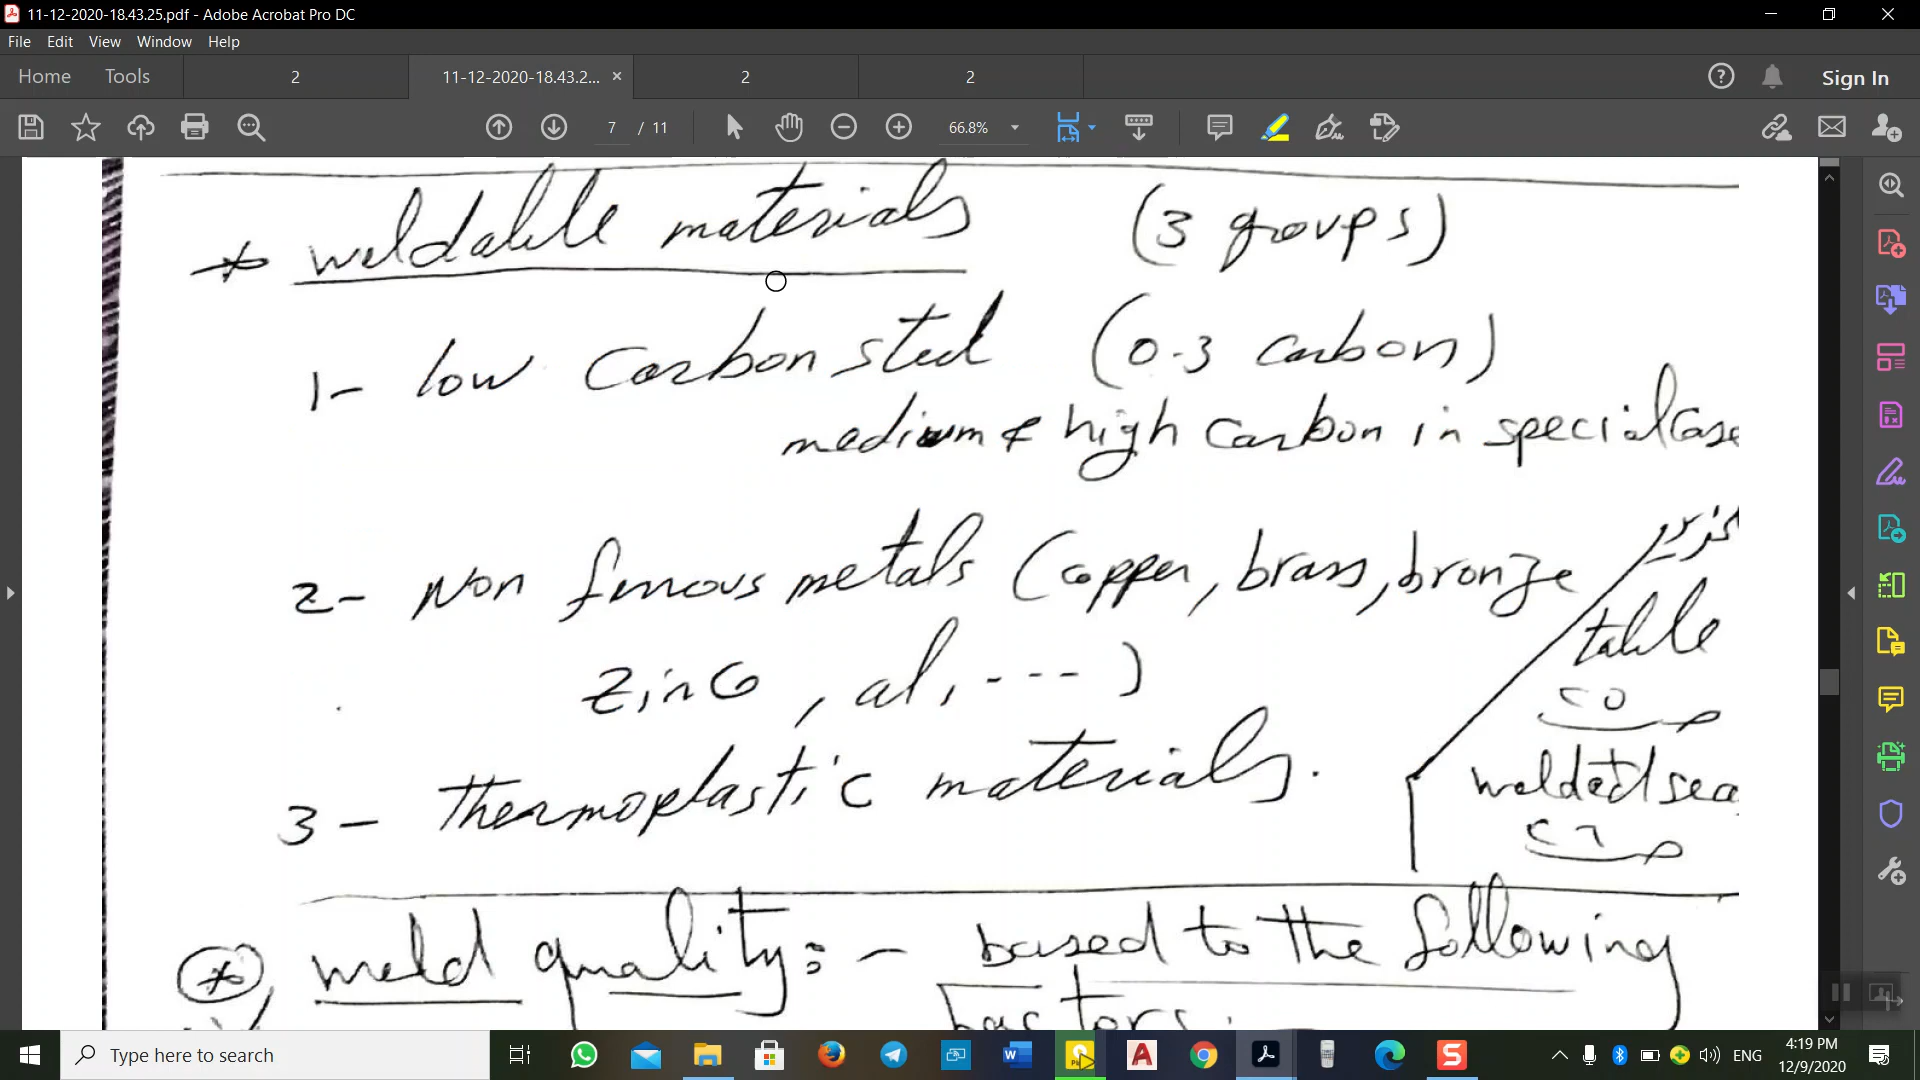 11-12-2020-18.43.25.pdf - Adobe Acrobat Pro DC
File Edit View Window Help
Home Tools 2 11-12-2020-18.43.2... × 2 2 Sign In
7 / 11 66.8%
* weldable materials (3 groups)
1- low Carbon steel (0.3 carbon)
medium & high Carbon in special Case
2- Non ferrous metals (copper, brass, bronze
table
zinc, al, ---- )
welded sea
3- Thermoplastic materials.
* weld quality:- based to the following
factors:
Type here to search
ENG
4:19 PM
12/9/2020